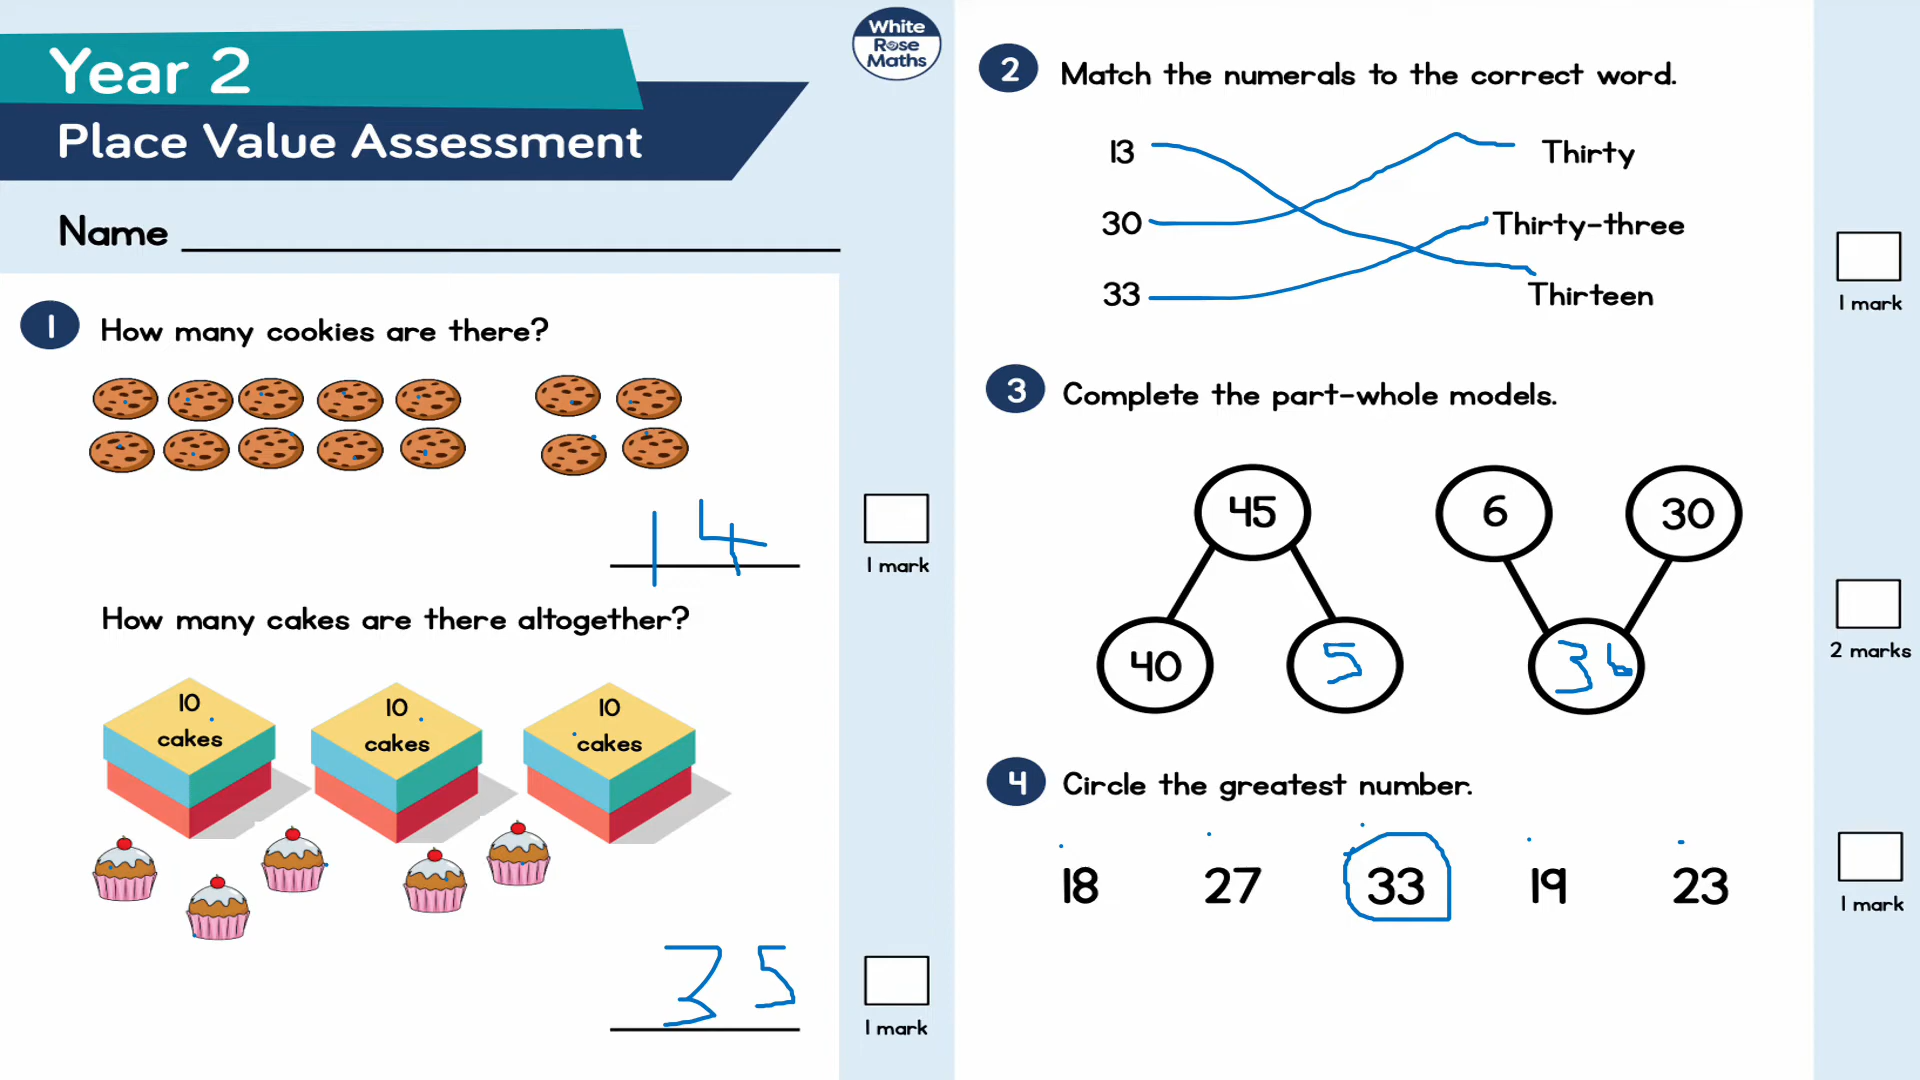 White
Rose
Maths
Year 2
Place Value Assessment
Name
1 How many cookies are there?
14
1 mark
How many cakes are there altogether?
10
cakes
10
cakes
10
cakes
35
1 mark
2 Match the numerals to the correct word.
13 Thirty
30 Thirty-three
33 Thirteen
1 mark
3 Complete the part-whole models.
45 6 30
40 5 36
2 marks
4 Circle the greatest number.
18 27 33 19 23
1 mark